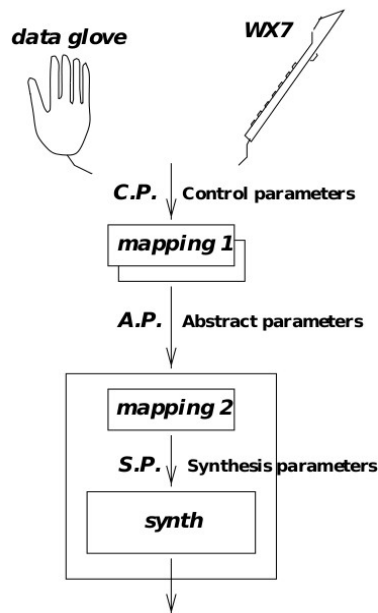 data glove
WX7
C.P. Control parameters
mapping 1
A.P. Abstract parameters
mapping 2
S.P. Synthesis parameters
synth